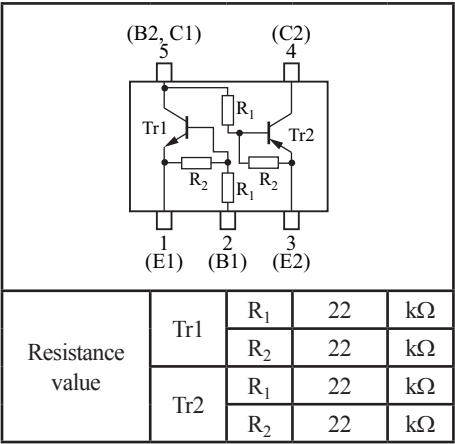 (B2, C1) (C2)
5 4
R₁
Tr1 Tr2
R₂ R₁ R₂
1 2 3
(E1) (B1) (E2)
Resistance value Tr1 R₁ 22 kΩ
R₂ 22 kΩ
Tr2 R₁ 22 kΩ
R₂ 22 kΩ